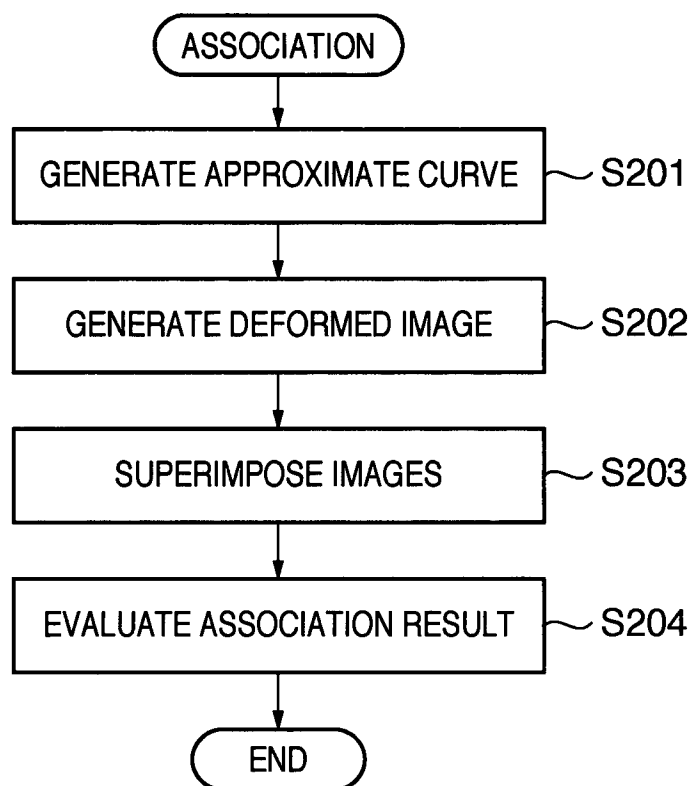 ASSOCIATION
GENERATE APPROXIMATE CURVE S201
GENERATE DEFORMED IMAGE S202
SUPERIMPOSE IMAGES S203
EVALUATE ASSOCIATION RESULT S204
END